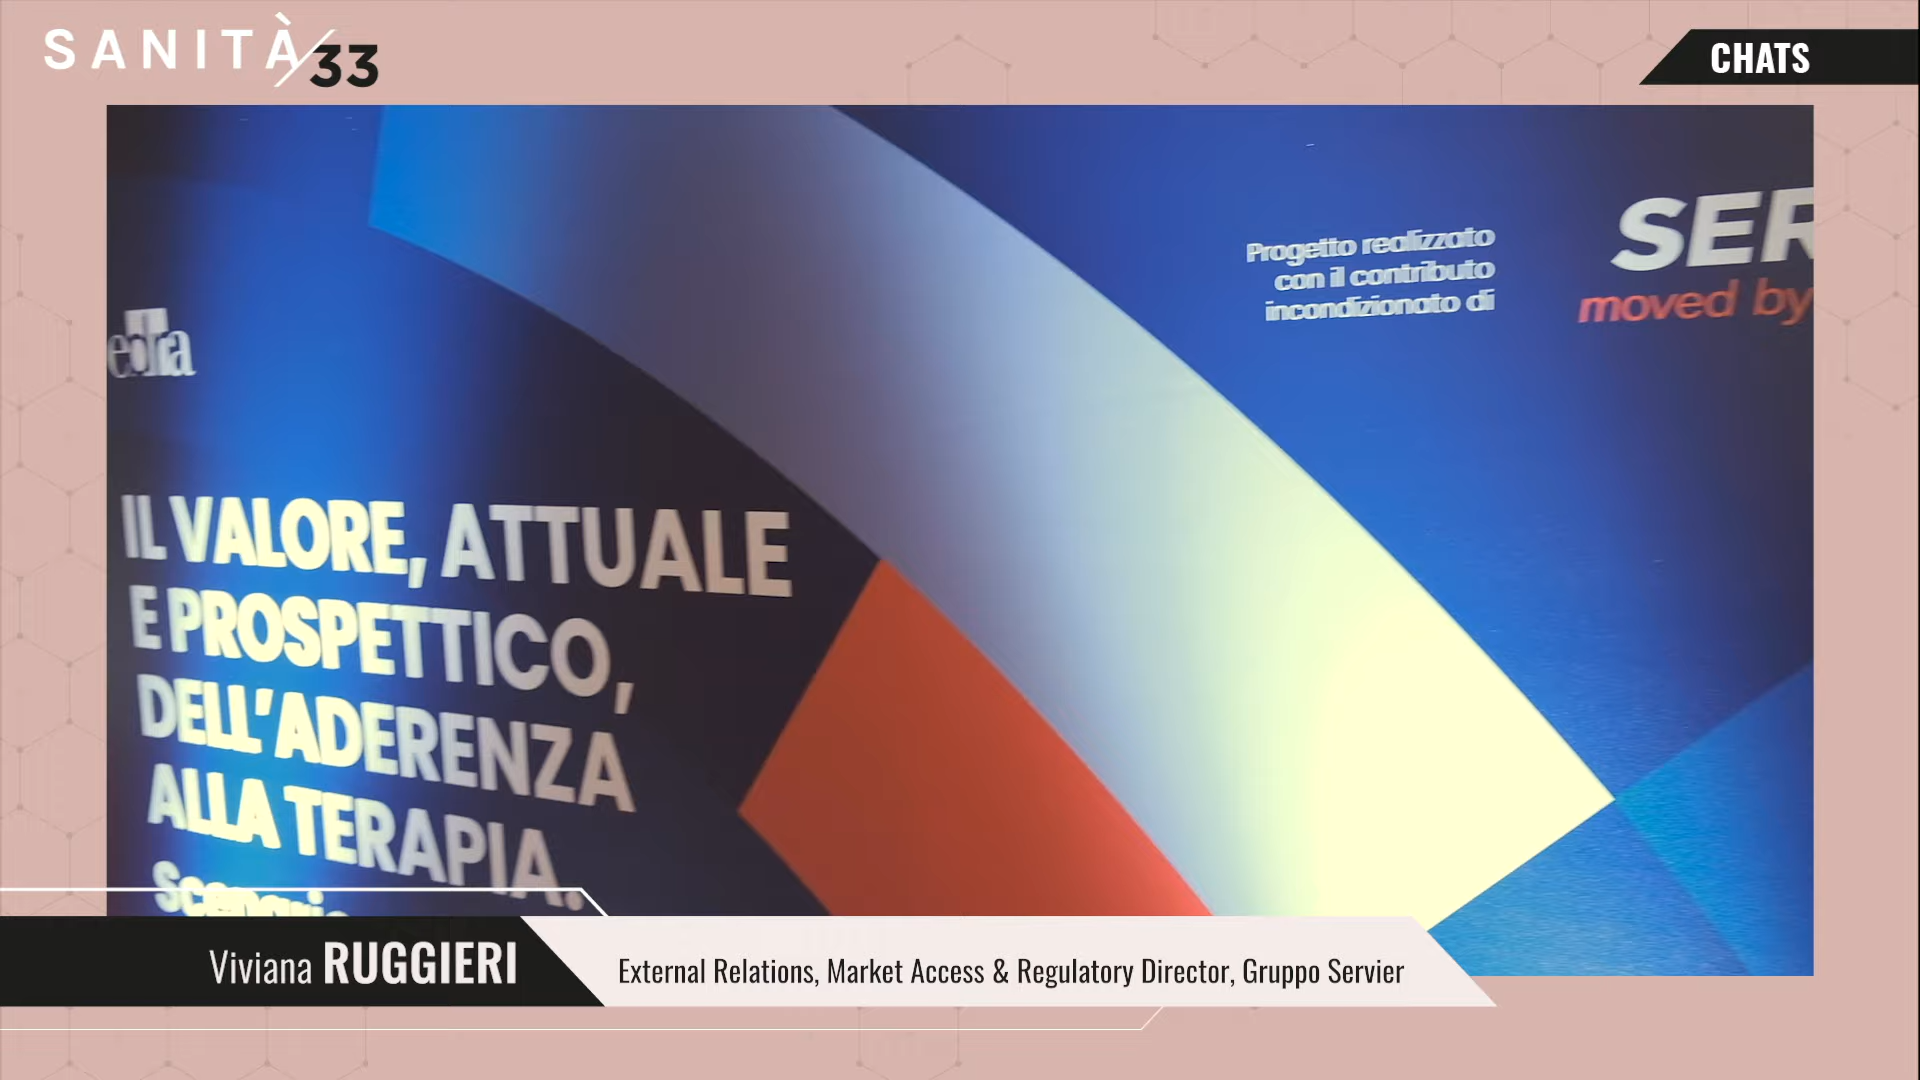 SANITÀ 33
CHATS
Progetto realizzato
con il contributo
incondizionato di
SER
moved by
edra
IL VALORE, ATTUALE
E PROSPETTICO,
DELL'ADERENZA
ALLA TERAPIA.
Viviana RUGGIERI
External Relations, Market Access & Regulatory Director, Gruppo Servier